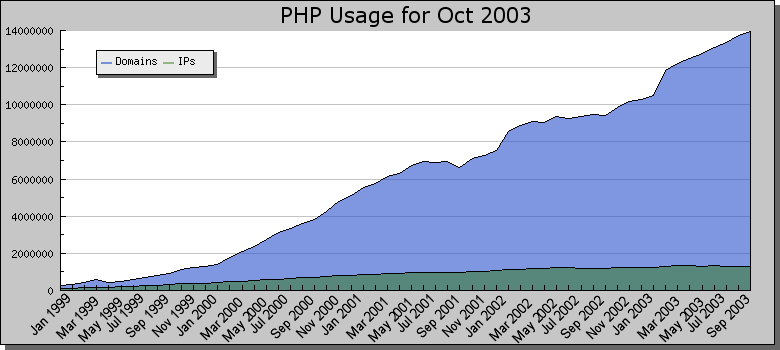 PHP Usage for Oct 2003
Domains IPs
14000000
12000000
10000000
8000000
6000000
4000000
2000000
0
Jan 1999
Mar 1999
May 1999
Jul 1999
Sep 1999
Nov 1999
Jan 2000
Mar 2000
May 2000
Jul 2000
Sep 2000
Nov 2000
Jan 2001
Mar 2001
May 2001
Jul 2001
Sep 2001
Nov 2001
Jan 2002
Mar 2002
May 2002
Jul 2002
Sep 2002
Nov 2002
Jan 2003
Mar 2003
May 2003
Jul 2003
Sep 2003